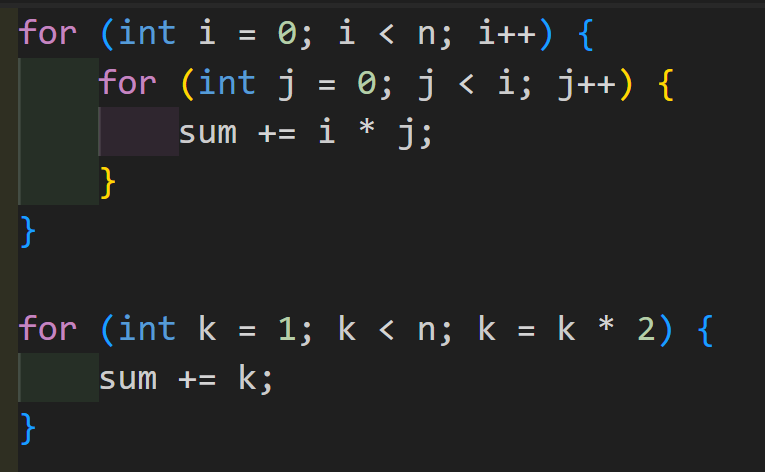 for (int i = 0; i < n; i++) {
    for (int j = 0; j < i; j++) {
        sum += i * j;
    }
}

for (int k = 1; k < n; k = k * 2) {
    sum += k;
}